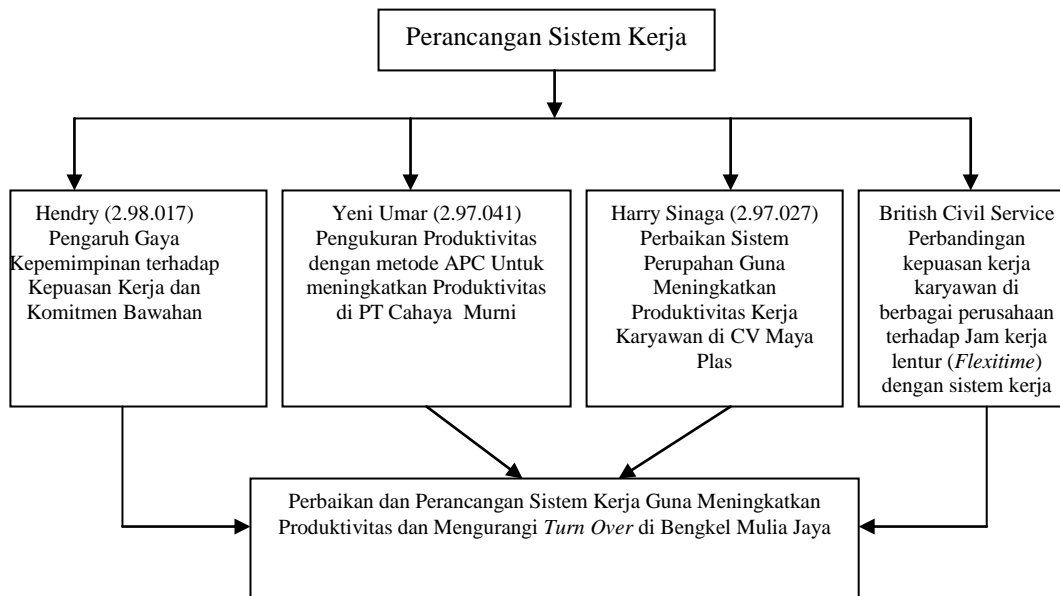 Perancangan Sistem Kerja
Hendry (2.98.017)
Pengaruh Gaya
Kepemimpinan terhadap
Kepuasan Kerja dan
Komitmen Bawahan
Yeni Umar (2.97.041)
Pengukuran Produktivitas
dengan metode APC Untuk
meningkatkan Produktivitas
di PT Cahaya Murni
Harry Sinaga (2.97.027)
Perbaikan Sistem
Perupahan Guna
Meningkatkan
Produktivitas Kerja
Karyawan di CV Maya
Plas
British Civil Service
Perbandingan
kepuasan kerja
karyawan di
berbagai perusahaan
terhadap Jam kerja
lentur (Flexitime)
dengan sistem kerja
Perbaikan dan Perancangan Sistem Kerja Guna Meningkatkan
Produktivitas dan Mengurangi Turn Over di Bengkel Mulia Jaya